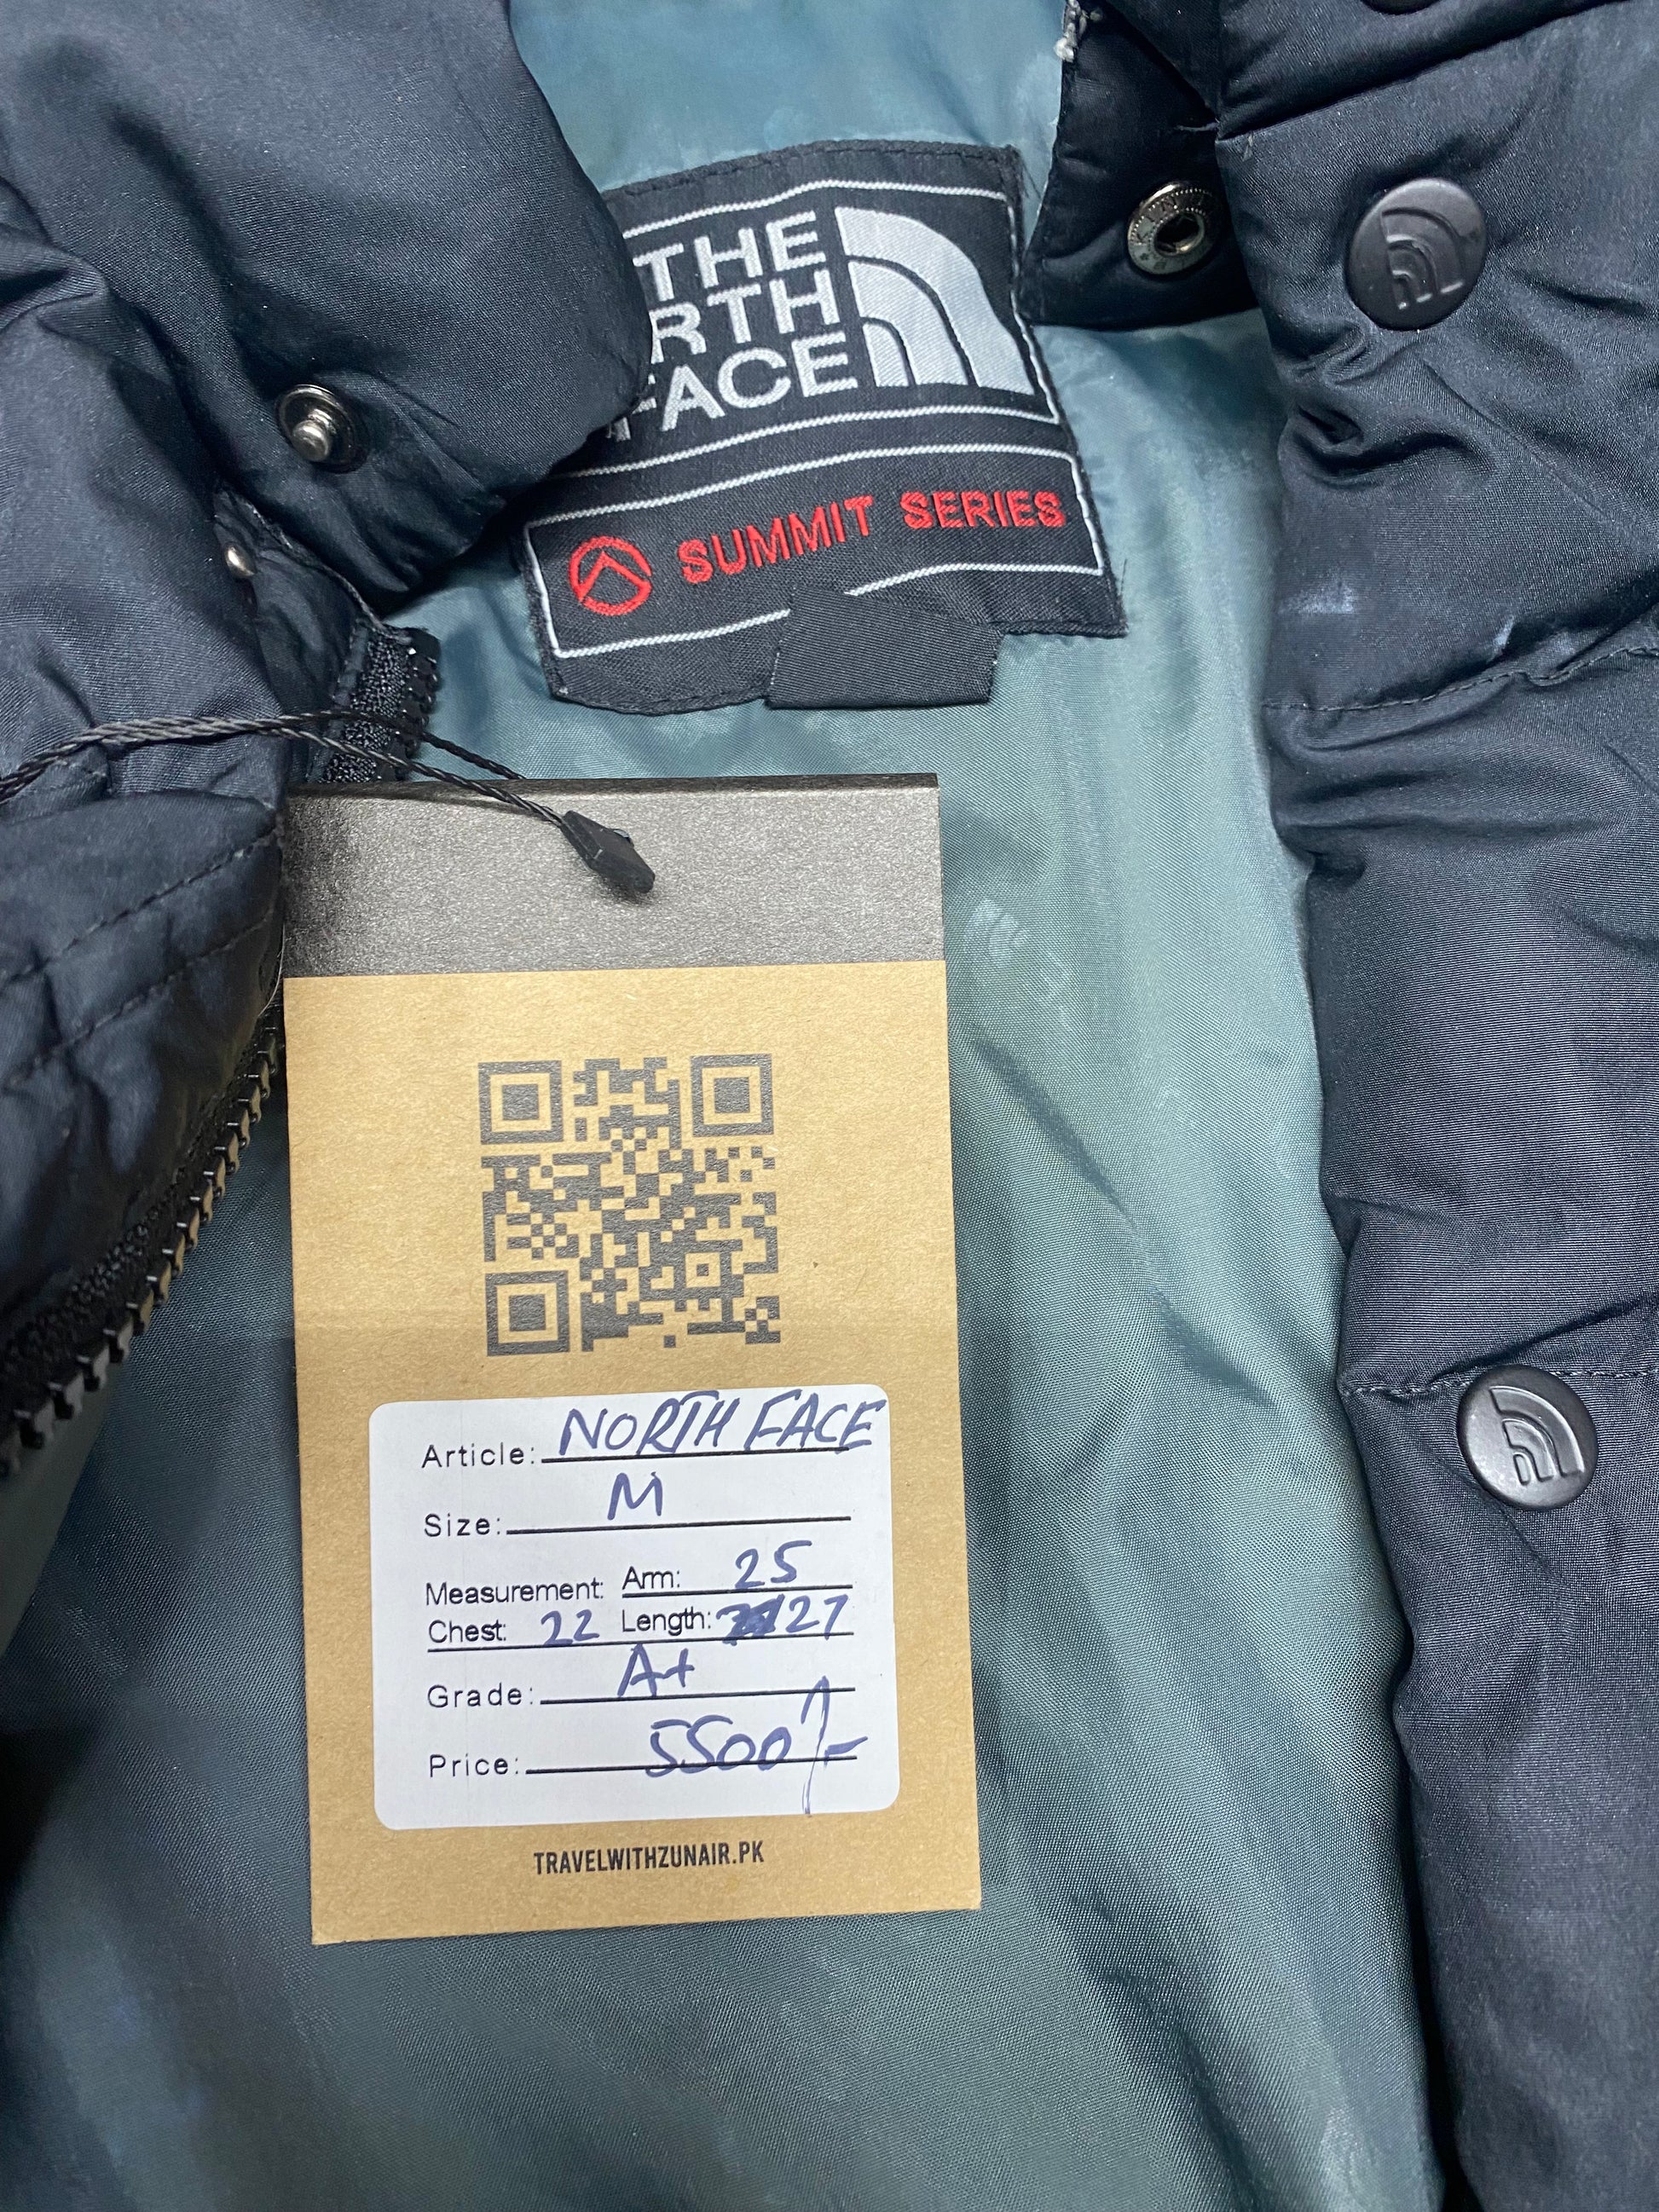 THE
RTH
FACE
SUMMIT SERIES
Article: NORTH FACE
Size: M
Measurement: Arm: 25
Chest: 22 Length: 27
Grade: A+
Price: 5500/-
TRAVELWITHZUNAIR.PK